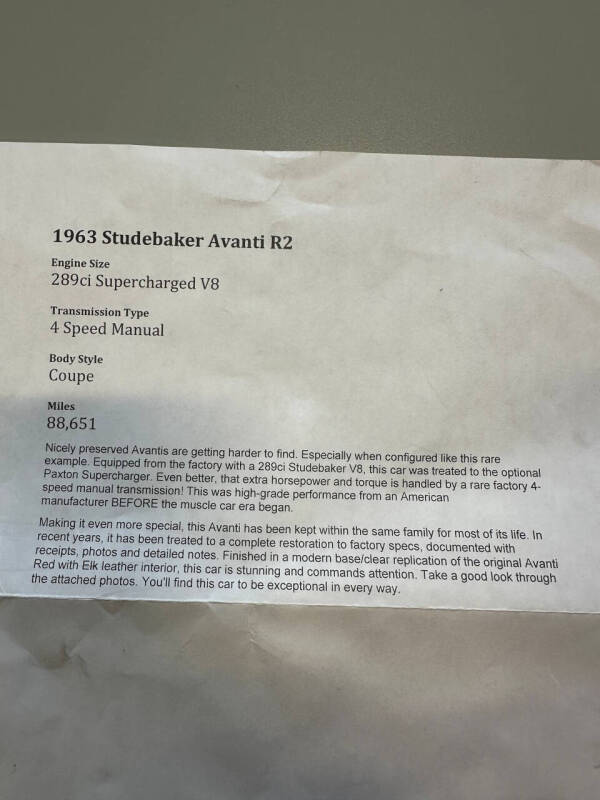 1963 Studebaker Avanti R2
Engine Size
289ci Supercharged V8
Transmission Type
4 Speed Manual
Body Style
Coupe
Miles
88,651
Nicely preserved Avantis are getting harder to find. Especially when configured like this rare
example. Equipped from the factory with a 289ci Studebaker V8, this car was treated to the optional
Paxton Supercharger. Even better, that extra horsepower and torque is handled by a rare factory 4-
speed manual transmission! This was high-grade performance from an American
manufacturer BEFORE the muscle car era began.
Making it even more special, this Avanti has been kept within the same family for most of its life. In
recent years, it has been treated to a complete restoration to factory specs, documented with
receipts, photos and detailed notes. Finished in a modern base/clear replication of the original Avanti
Red with Elk leather interior, this car is stunning and commands attention. Take a good look through
the attached photos. You'll find this car to be exceptional in every way.